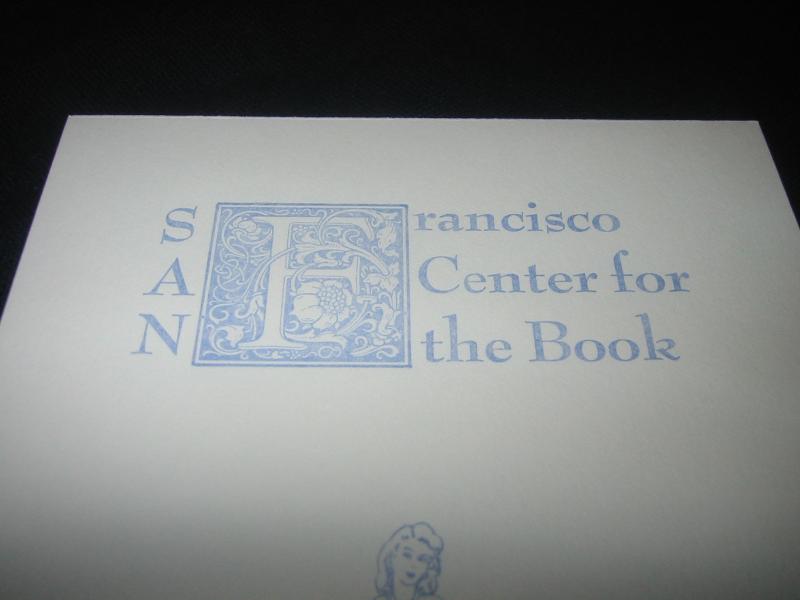 SAN Francisco
Center for
the Book